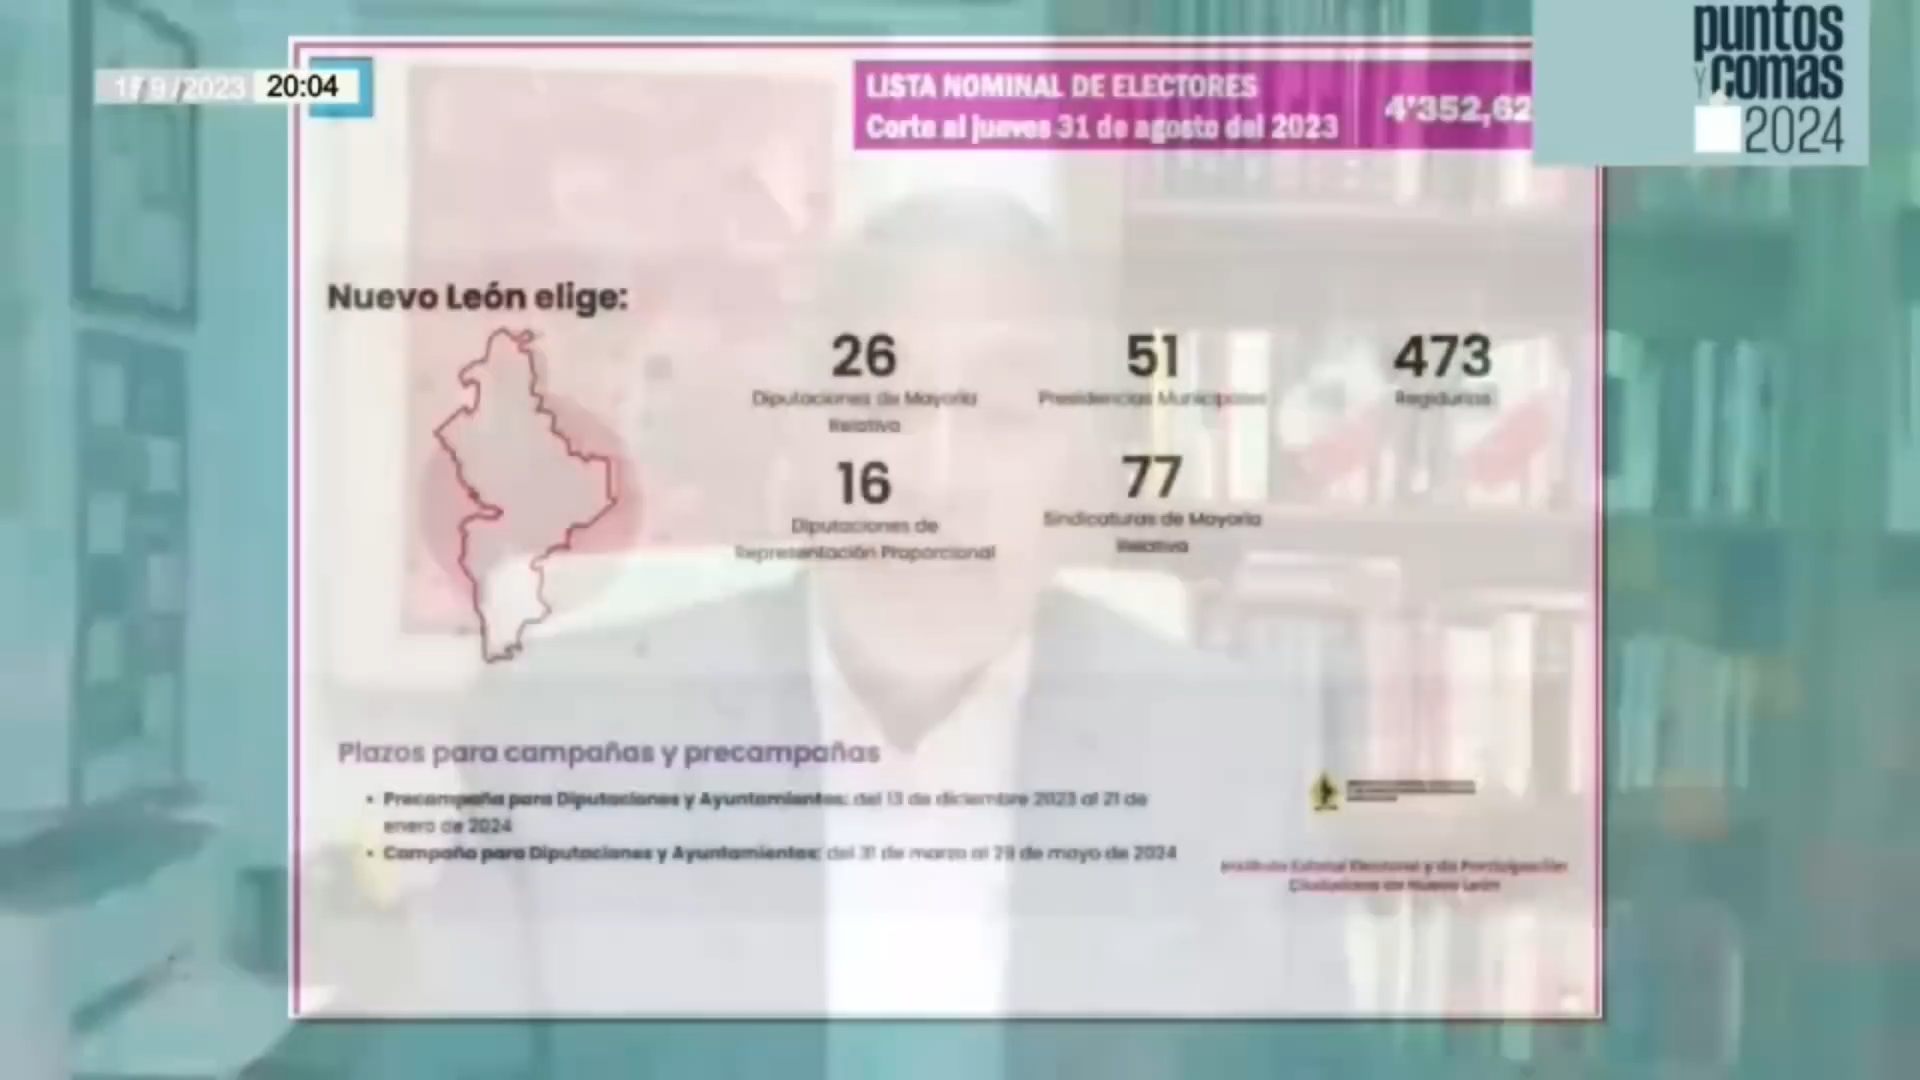 puntos
Y comas
2024
/2023 20:04
LISTA NOMINAL DE ELECTORES
Corte al jueves 31 de agosto del 2023
4'352,62
Nuevo León elige:
26
Diputaciones de Mayoría
Relativa
51
Presidencias Municipales
473
Regidurías
16
Diputaciones de
Representación Proporcional
77
Sindicaturas de Mayoría
Relativa
Plazos para campañas y precampañas
• Precampaña para Diputaciones y Ayuntamientos: del 13 de diciembre 2023 al 21 de
enero de 2024
• Campaña para Diputaciones y Ayuntamientos: del 31 de marzo al 29 de mayo de 2024
Instituto Estatal Electoral y de Participación
Ciudadana de Nuevo León